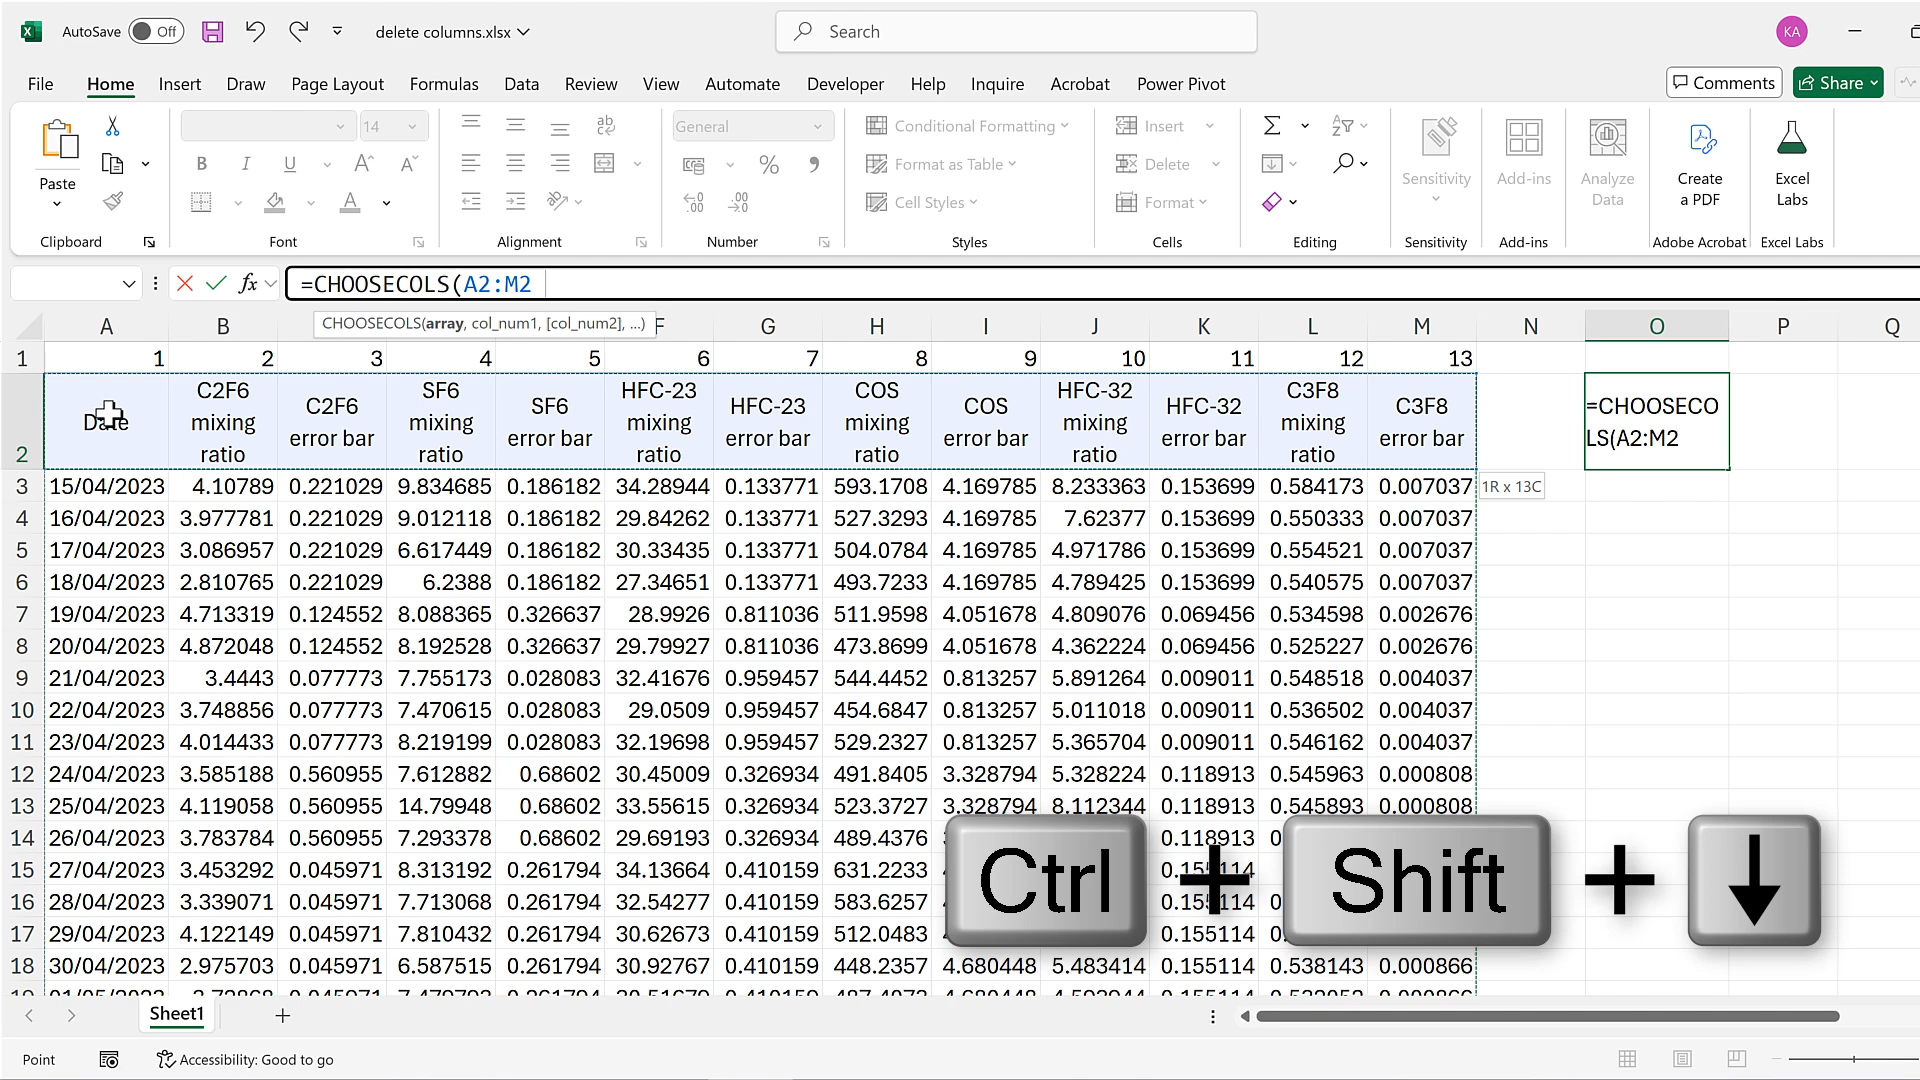 AutoSave Off delete columns.xlsx Search KA
File Home Insert Draw Page Layout Formulas Data Review View Automate Developer Help Inquire Acrobat Power Pivot Comments Share
Paste
Clipboard
14
B I U A A
A
Font
ab
Alignment
General
%
Number
Conditional Formatting
Format as Table
Cell Styles
Styles
Insert
Delete
Format
Cells
Editing
Sensitivity
Sensitivity
Add-ins
Add-ins
Analyze
Data
Create
a PDF
Adobe Acrobat
Excel
Labs
Excel Labs
fx =CHOOSECOLS(A2:M2
CHOOSECOLS(array, col_num1, [col_num2], ...)
A B F G H I J K L M N O P Q
1 1 2 3 4 5 6 7 8 9 10 11 12 13
2 Date C2F6 mixing ratio C2F6 error bar SF6 mixing ratio SF6 error bar HFC-23 mixing ratio HFC-23 error bar COS mixing ratio COS error bar HFC-32 mixing ratio HFC-32 error bar C3F8 mixing ratio C3F8 error bar
=CHOOSECO
LS(A2:M2
3 15/04/2023 4.10789 0.221029 9.834685 0.186182 34.28944 0.133771 593.1708 4.169785 8.233363 0.153699 0.584173 0.007037 1R x 13C
4 16/04/2023 3.977781 0.221029 9.012118 0.186182 29.84262 0.133771 527.3293 4.169785 7.62377 0.153699 0.550333 0.007037
5 17/04/2023 3.086957 0.221029 6.617449 0.186182 30.33435 0.133771 504.0784 4.169785 4.971786 0.153699 0.554521 0.007037
6 18/04/2023 2.810765 0.221029 6.2388 0.186182 27.34651 0.133771 493.7233 4.169785 4.789425 0.153699 0.540575 0.007037
7 19/04/2023 4.713319 0.124552 8.088365 0.326637 28.9926 0.811036 511.9598 4.051678 4.809076 0.069456 0.534598 0.002676
8 20/04/2023 4.872048 0.124552 8.192528 0.326637 29.79927 0.811036 473.8699 4.051678 4.362224 0.069456 0.525227 0.002676
9 21/04/2023 3.4443 0.077773 7.755173 0.028083 32.41676 0.959457 544.4452 0.813257 5.891264 0.009011 0.548518 0.004037
10 22/04/2023 3.748856 0.077773 7.470615 0.028083 29.0509 0.959457 454.6847 0.813257 5.011018 0.009011 0.536502 0.004037
11 23/04/2023 4.014433 0.077773 8.219199 0.028083 32.19698 0.959457 529.2327 0.813257 5.365704 0.009011 0.546162 0.004037
12 24/04/2023 3.585188 0.560955 7.612882 0.68602 30.45009 0.326934 491.8405 3.328794 5.328224 0.118913 0.545963 0.000808
13 25/04/2023 4.119058 0.560955 14.79948 0.68602 33.55615 0.326934 523.3727 3.328794 8.112344 0.118913 0.545893 0.000808
14 26/04/2023 3.783784 0.560955 7.293378 0.68602 29.69193 0.326934 489.4376 0.118913
15 27/04/2023 3.453292 0.045971 8.313192 0.261794 34.13664 0.410159 631.2233
16 28/04/2023 3.339071 0.045971 7.713068 0.261794 32.54277 0.410159 583.6257
17 29/04/2023 4.122149 0.045971 7.810432 0.261794 30.62673 0.410159 512.0483 0.155114
18 30/04/2023 2.975703 0.045971 6.587515 0.261794 30.92767 0.410159 448.2357 4.680448 5.483414 0.155114 0.538143 0.000866
Ctrl + Shift + ↓
Sheet1
Point Accessibility: Good to go